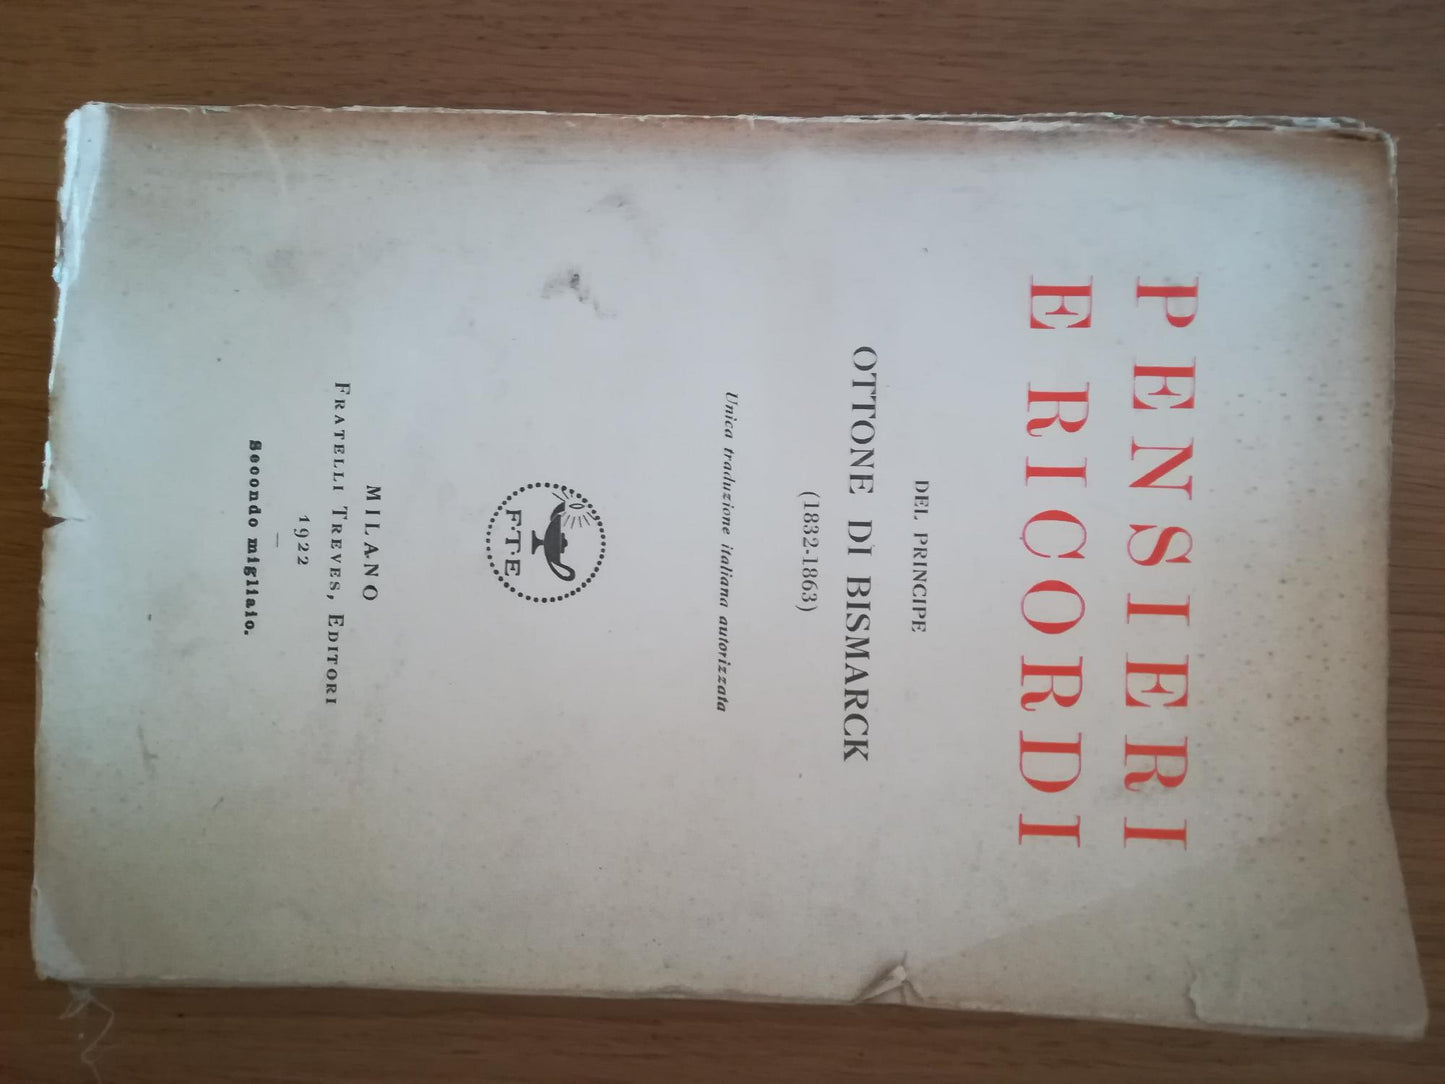 PENSIERI
E RICORDI
DEL PRINCIPE
OTTONE DI BISMARCK
(1832-1863)
Unica traduzione italiana autorizzata
F.T.E
MILANO
FRATELLI TREVES, EDITORI
1922
Secondo migliaio.